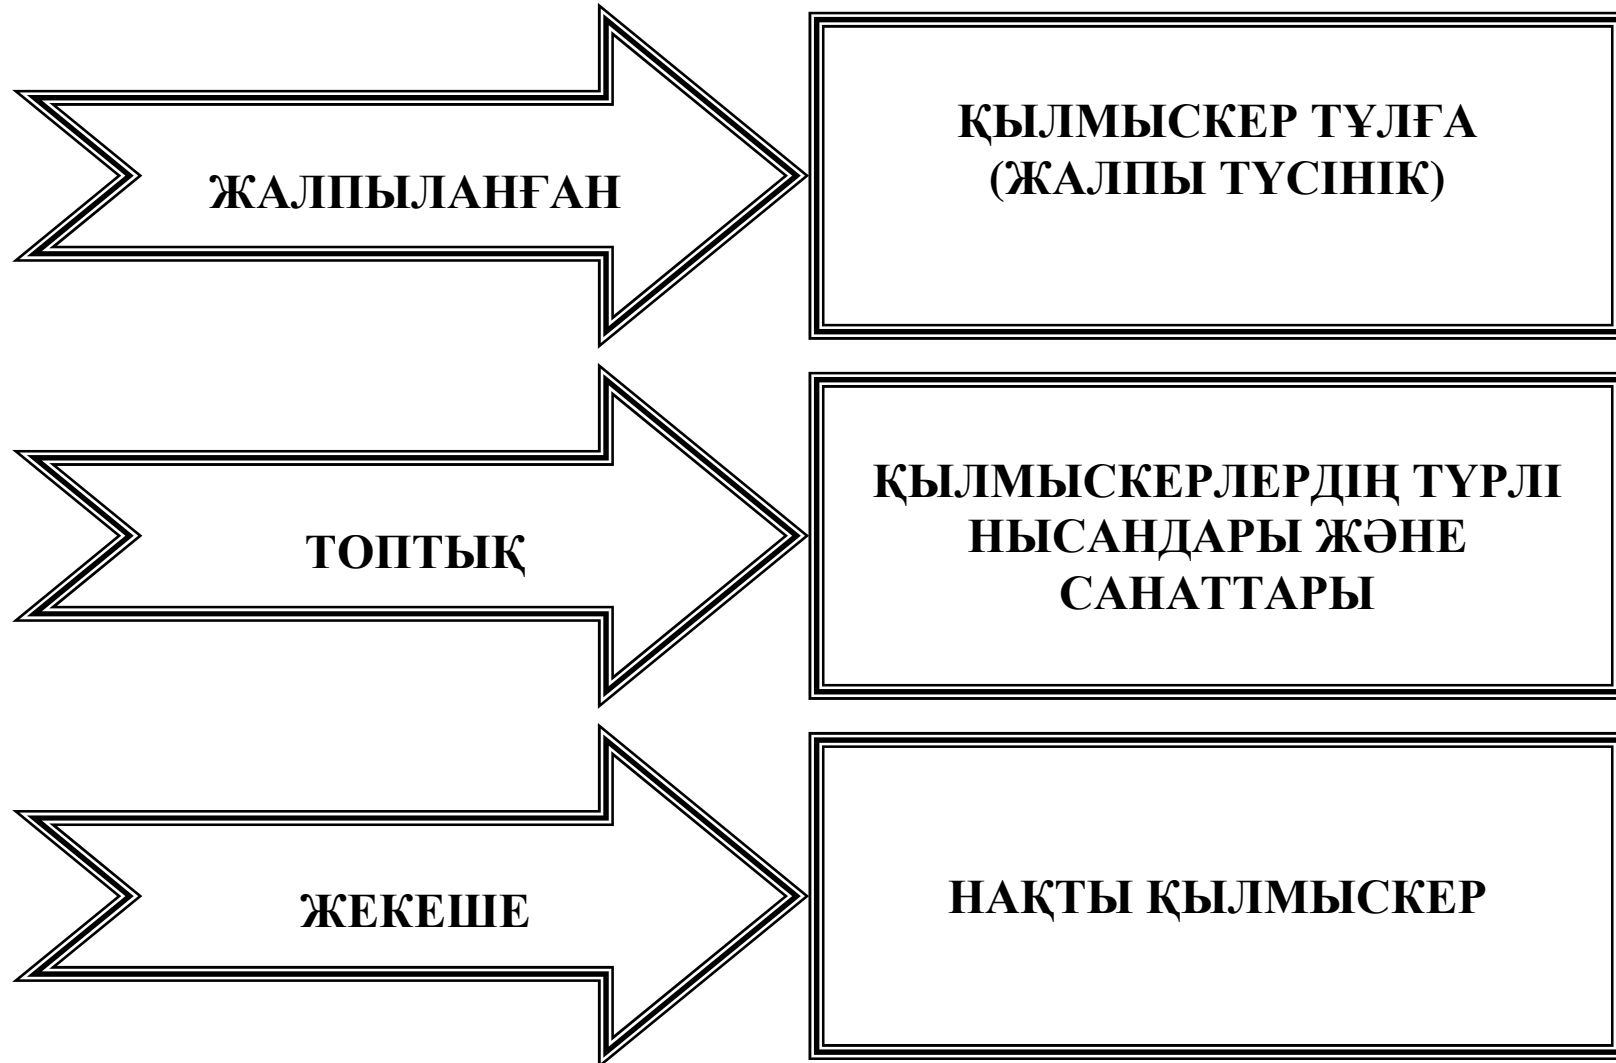 ЖАЛПЫЛАНҒАН
ҚЫЛМЫСКЕР ТҰЛҒА
(ЖАЛПЫ ТҮСІНІК)
ТОПТЫҚ
ҚЫЛМЫСКЕРЛЕРДІҢ ТҮРЛІ
НЫСАНДАРЫ ЖӘНЕ
САНАТТАРЫ
ЖЕКЕШЕ
НАҚТЫ ҚЫЛМЫСКЕР